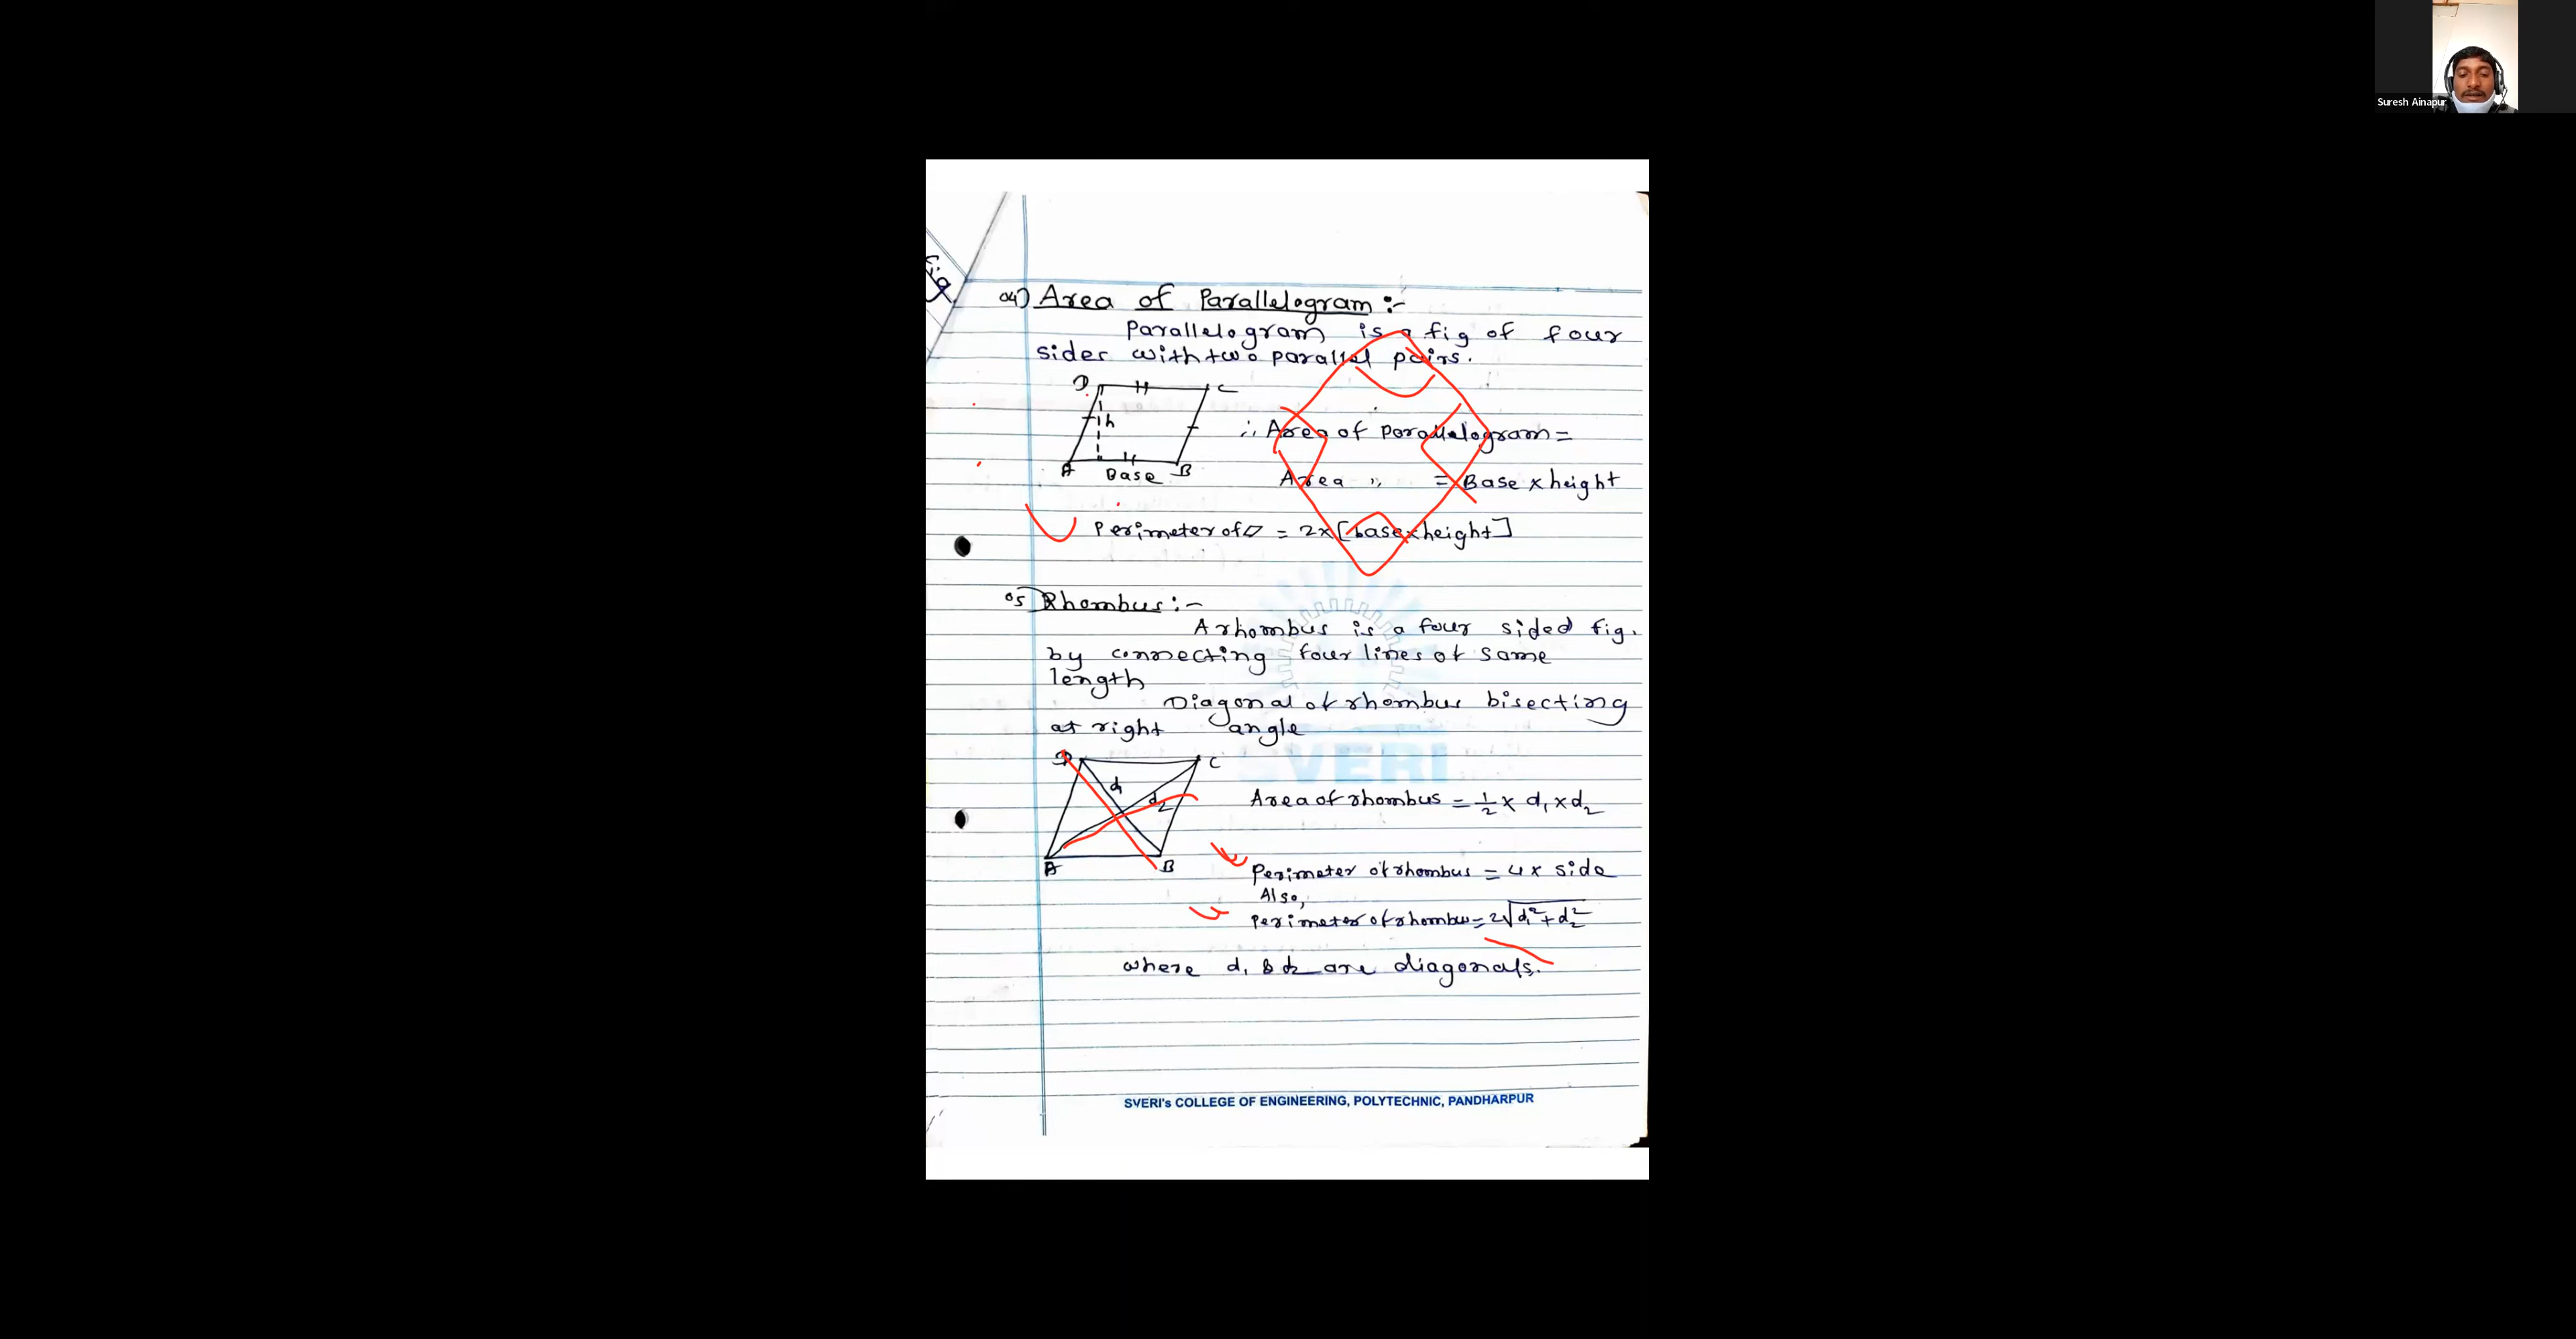 Suresh Ainapur
04) Area of Parallelogram :-
Parallelogram is a fig of four
sides with two parallel pairs.
D C
h
A Base B
∴ Area of parallelogram =
Area ,, = Base x height
Perimeter of ▱ = 2x [base x height]
05) Rhombus :-
A rhombus is a four sided fig.
by connecting four lines of same
length
Diagonal of rhombus bisecting
at right angle
D C
d1
d2
A B
Area of rhombus = 1/2 x d1 x d2
Perimeter of rhombus = 4 x side
Also,
Perimeter of rhombus = 2√d1²+d2²
where d1 & d2 are diagonals.
SVERI
SVERI's COLLEGE OF ENGINEERING, POLYTECHNIC, PANDHARPUR